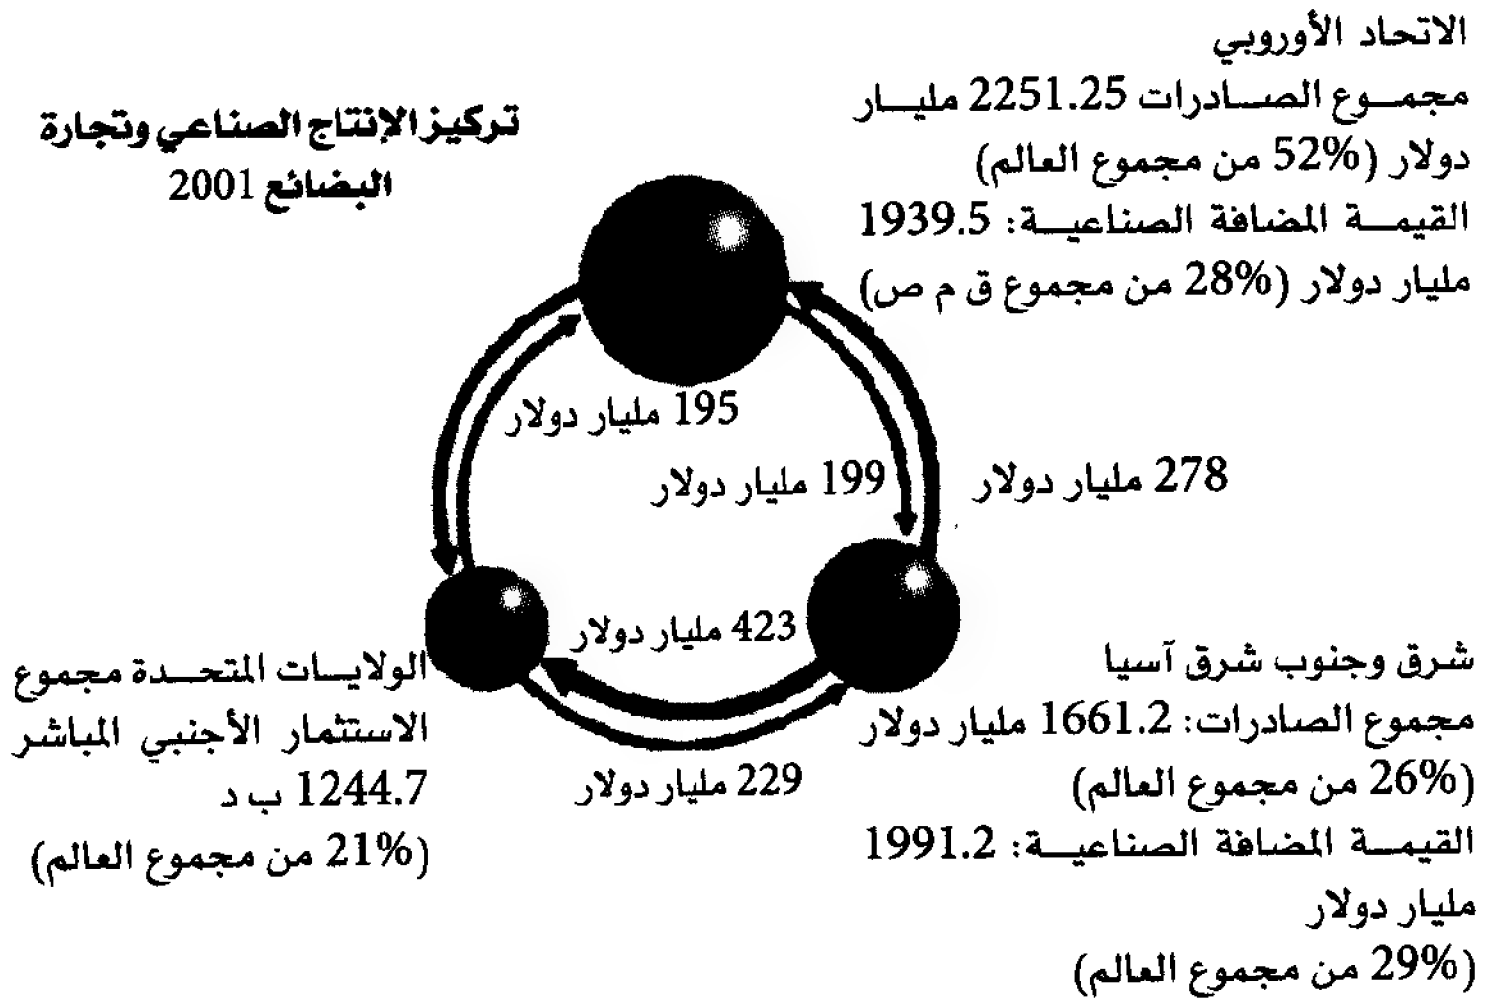 تركيز الإنتاج الصناعي وتجارة
البضائع 2001
الاتحاد الأوروبي
مجموع الصادرات 2251.25 مليار
دولار (52% من مجموع العالم)
القيمة المضافة الصناعية: 1939.5
مليار دولار (28% من مجموع ق م ص)
195 مليار دولار
199 مليار دولار
278 مليار دولار
423 مليار دولار
229 مليار دولار
الولايات المتحدة مجموع
الاستثمار الأجنبي المباشر
1244.7 ب د
(21% من مجموع العالم)
شرق وجنوب شرق آسيا
مجموع الصادرات: 1661.2 مليار دولار
(26% من مجموع العالم)
القيمة المضافة الصناعية: 1991.2
مليار دولار
(29% من مجموع العالم)